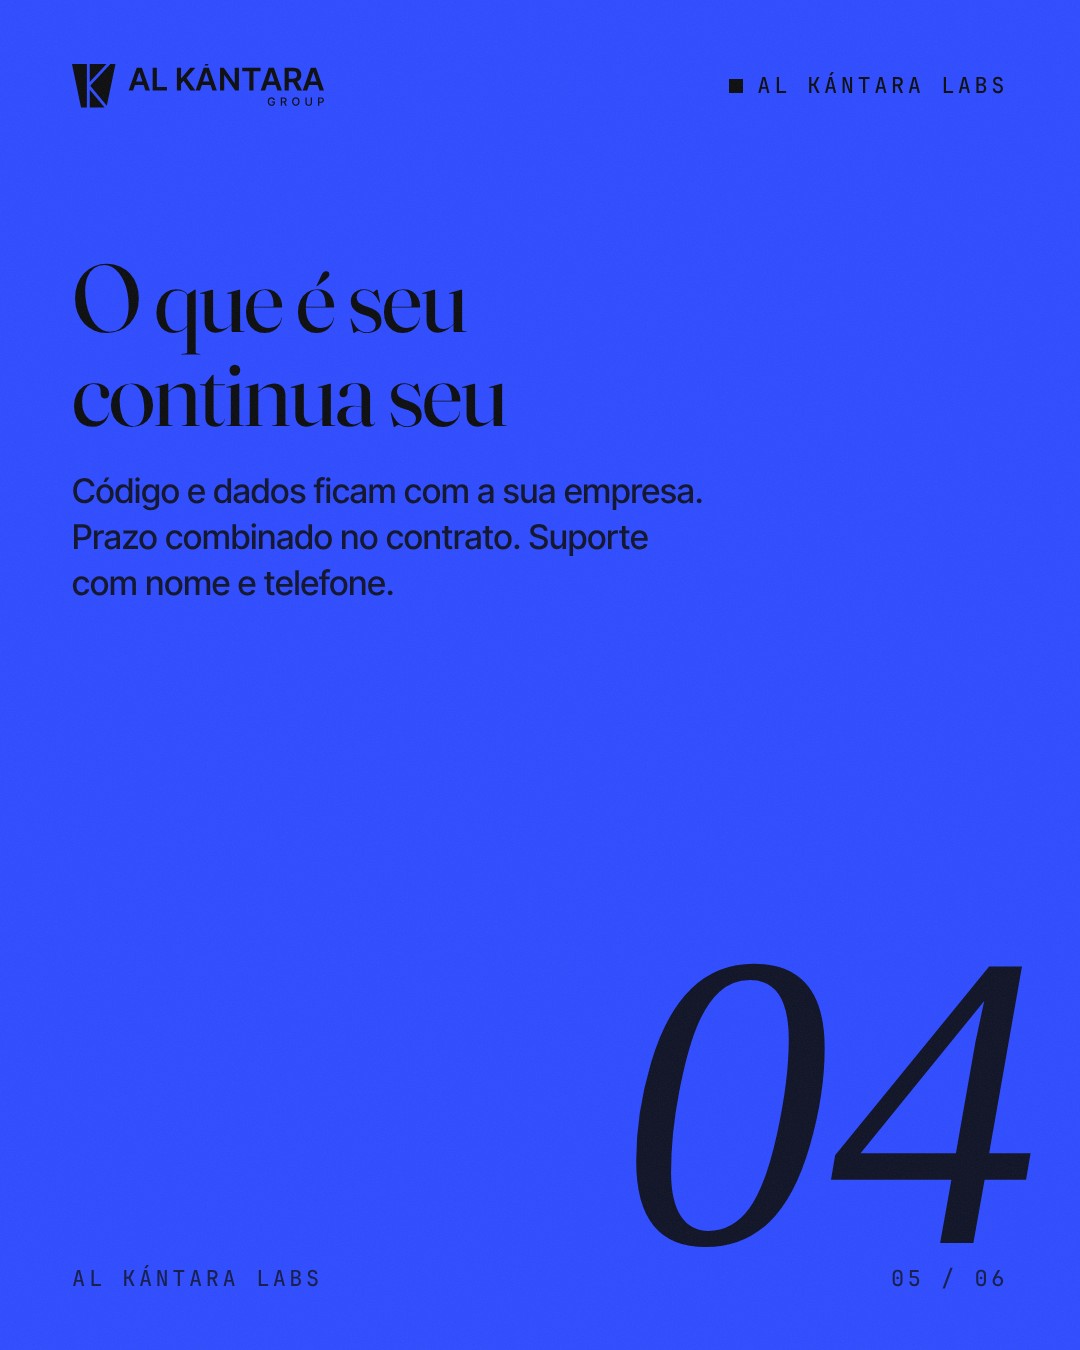 AL KÁNTARA
GROUP
AL KÁNTARA LABS
O que é seu
continua seu
Código e dados ficam com a sua empresa.
Prazo combinado no contrato. Suporte
com nome e telefone.
04
AL KÁNTARA LABS
05 / 06